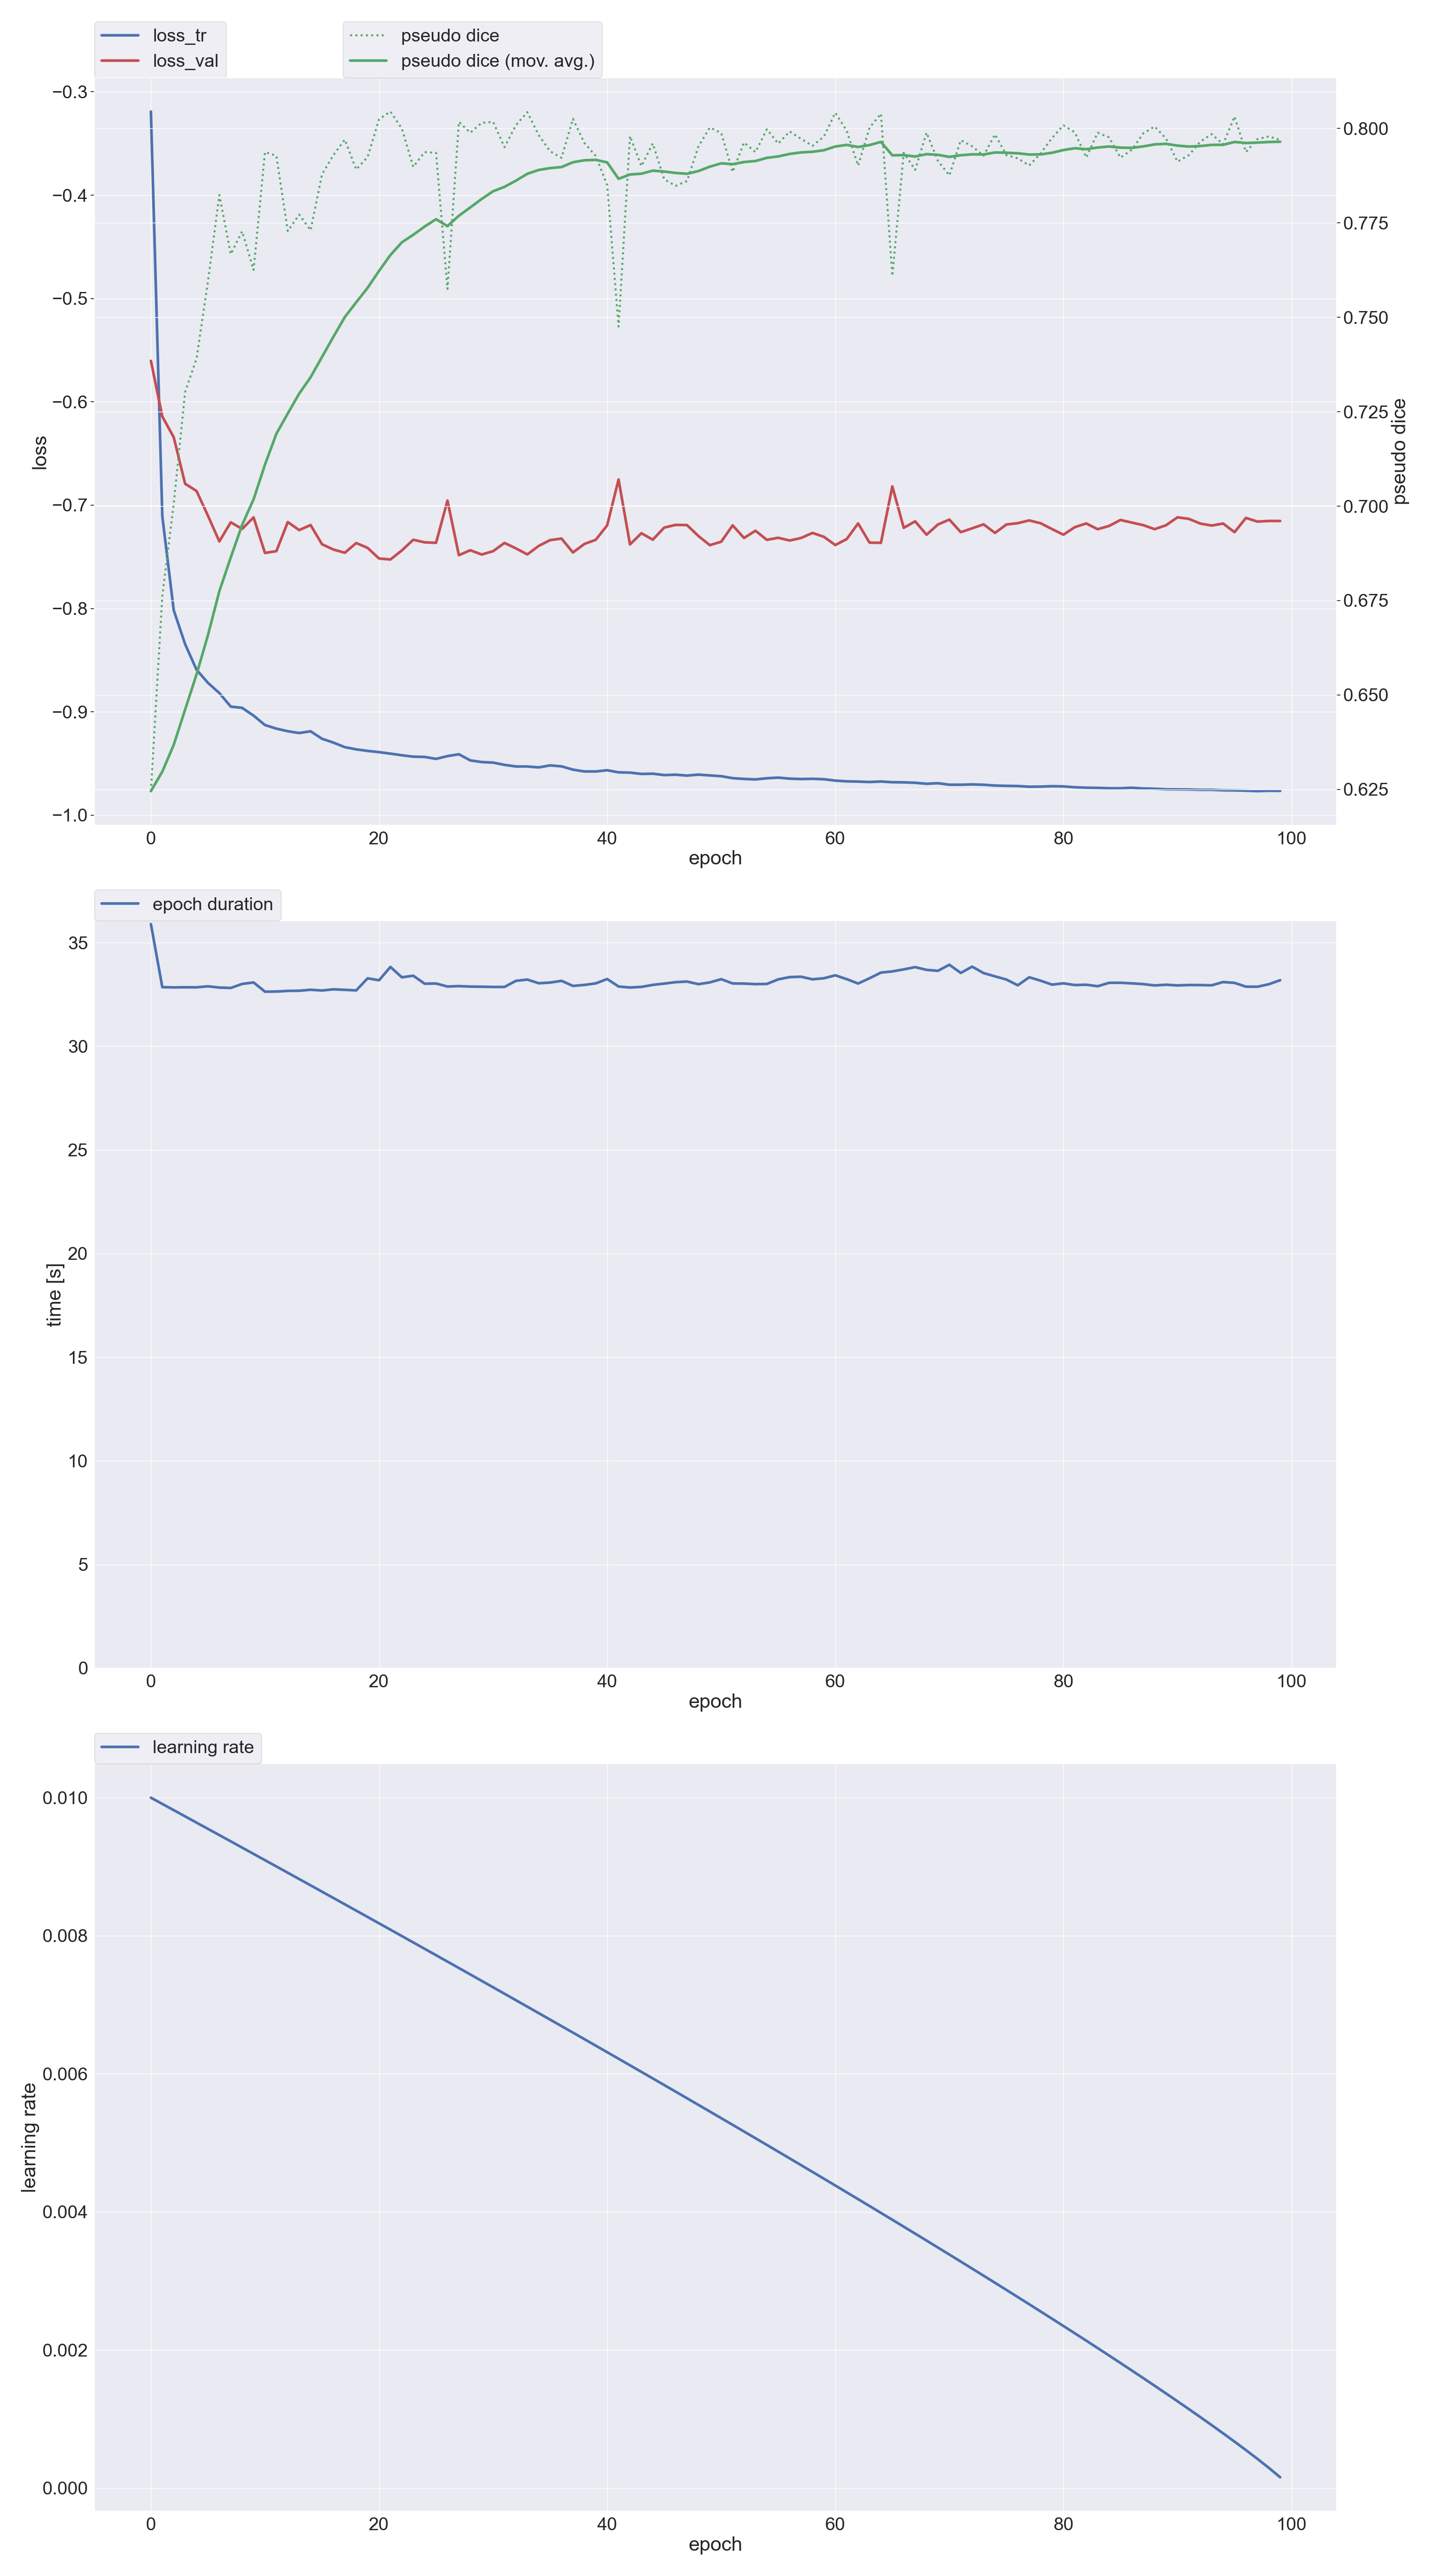 loss_tr
loss_val
pseudo dice
pseudo dice (mov. avg.)
−0.3
−0.4
−0.5
−0.6
−0.7
−0.8
−0.9
−1.0
loss
0.800
0.775
0.750
0.725
0.700
0.675
0.650
0.625
pseudo dice
0 20 40 60 80 100
epoch
epoch duration
35
30
25
20
15
10
5
0
time [s]
0 20 40 60 80 100
epoch
learning rate
0.010
0.008
0.006
0.004
0.002
0.000
learning rate
0 20 40 60 80 100
epoch